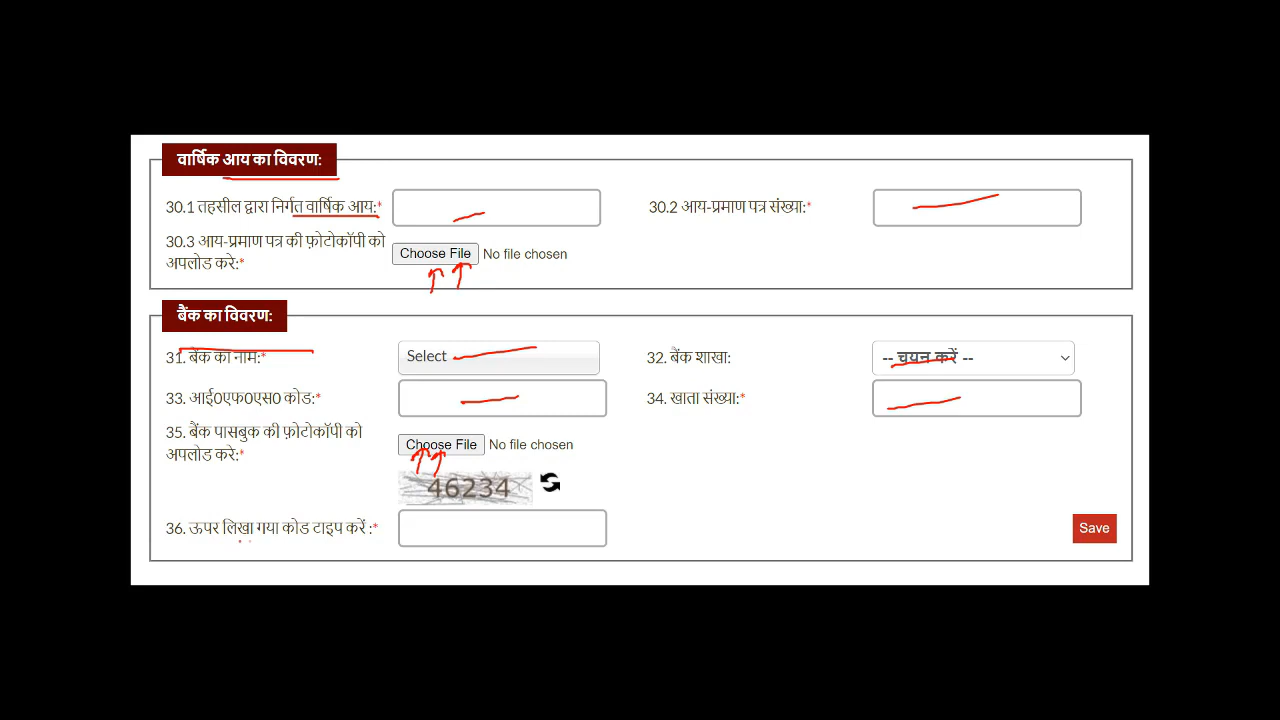 वार्षिक आय का विवरण:
30.1 तहसील द्वारा निर्गत वार्षिक आय:*
30.2 आय-प्रमाण पत्र संख्या:*
30.3 आय-प्रमाण पत्र की फ़ोटोकॉपी को
अपलोड करे:*
Choose File No file chosen
बैंक का विवरण:
31. बैंक का नाम:*
Select
32. बैंक शाखा:
-- चयन करें --
33. आई0एफ0एस0 कोड:*
34. खाता संख्या:*
35. बैंक पासबुक की फ़ोटोकॉपी को
अपलोड करे:*
Choose File No file chosen
46234
36. ऊपर लिखा गया कोड टाइप करें :*
Save